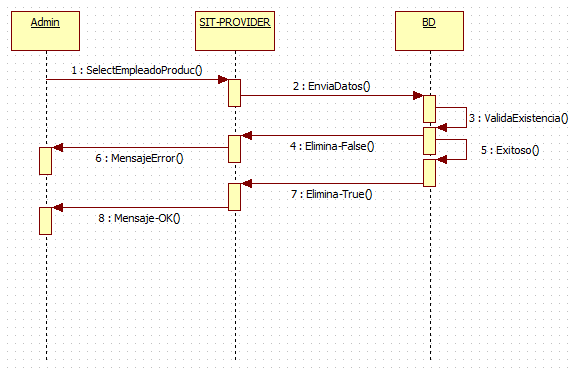 Admin
SIT-PROVIDER
BD
1 : SelectEmpleadoProduc()
2 : EnviaDatos()
3 : ValidaExistencia()
4 : Elimina-False()
5 : Exitoso()
6 : MensajeError()
7 : Elimina-True()
8 : Mensaje-OK()